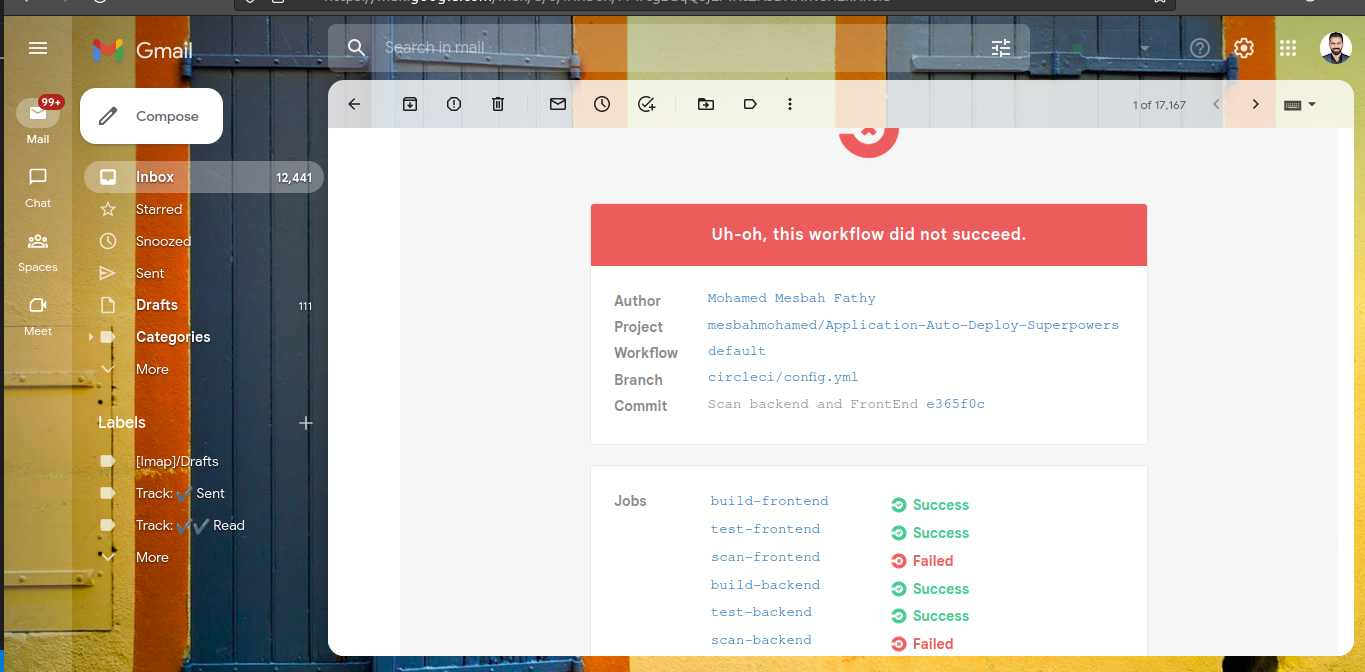 Gmail
Search in mail
99+
Mail
Compose
1 of 17,167
Inbox 12,441
Chat
Starred
Snoozed
Spaces
Sent
Drafts 111
Meet
Categories
More
Labels
[Imap]/Drafts
Track: ✔ Sent
Track: ✔✔ Read
More
Uh-oh, this workflow did not succeed.
Author Mohamed Mesbah Fathy
Project mesbahmohamed/Application-Auto-Deploy-Superpowers
Workflow default
Branch circleci/config.yml
Commit Scan backend and FrontEnd e365f0c
Jobs build-frontend Success
test-frontend Success
scan-frontend Failed
build-backend Success
test-backend Success
scan-backend Failed